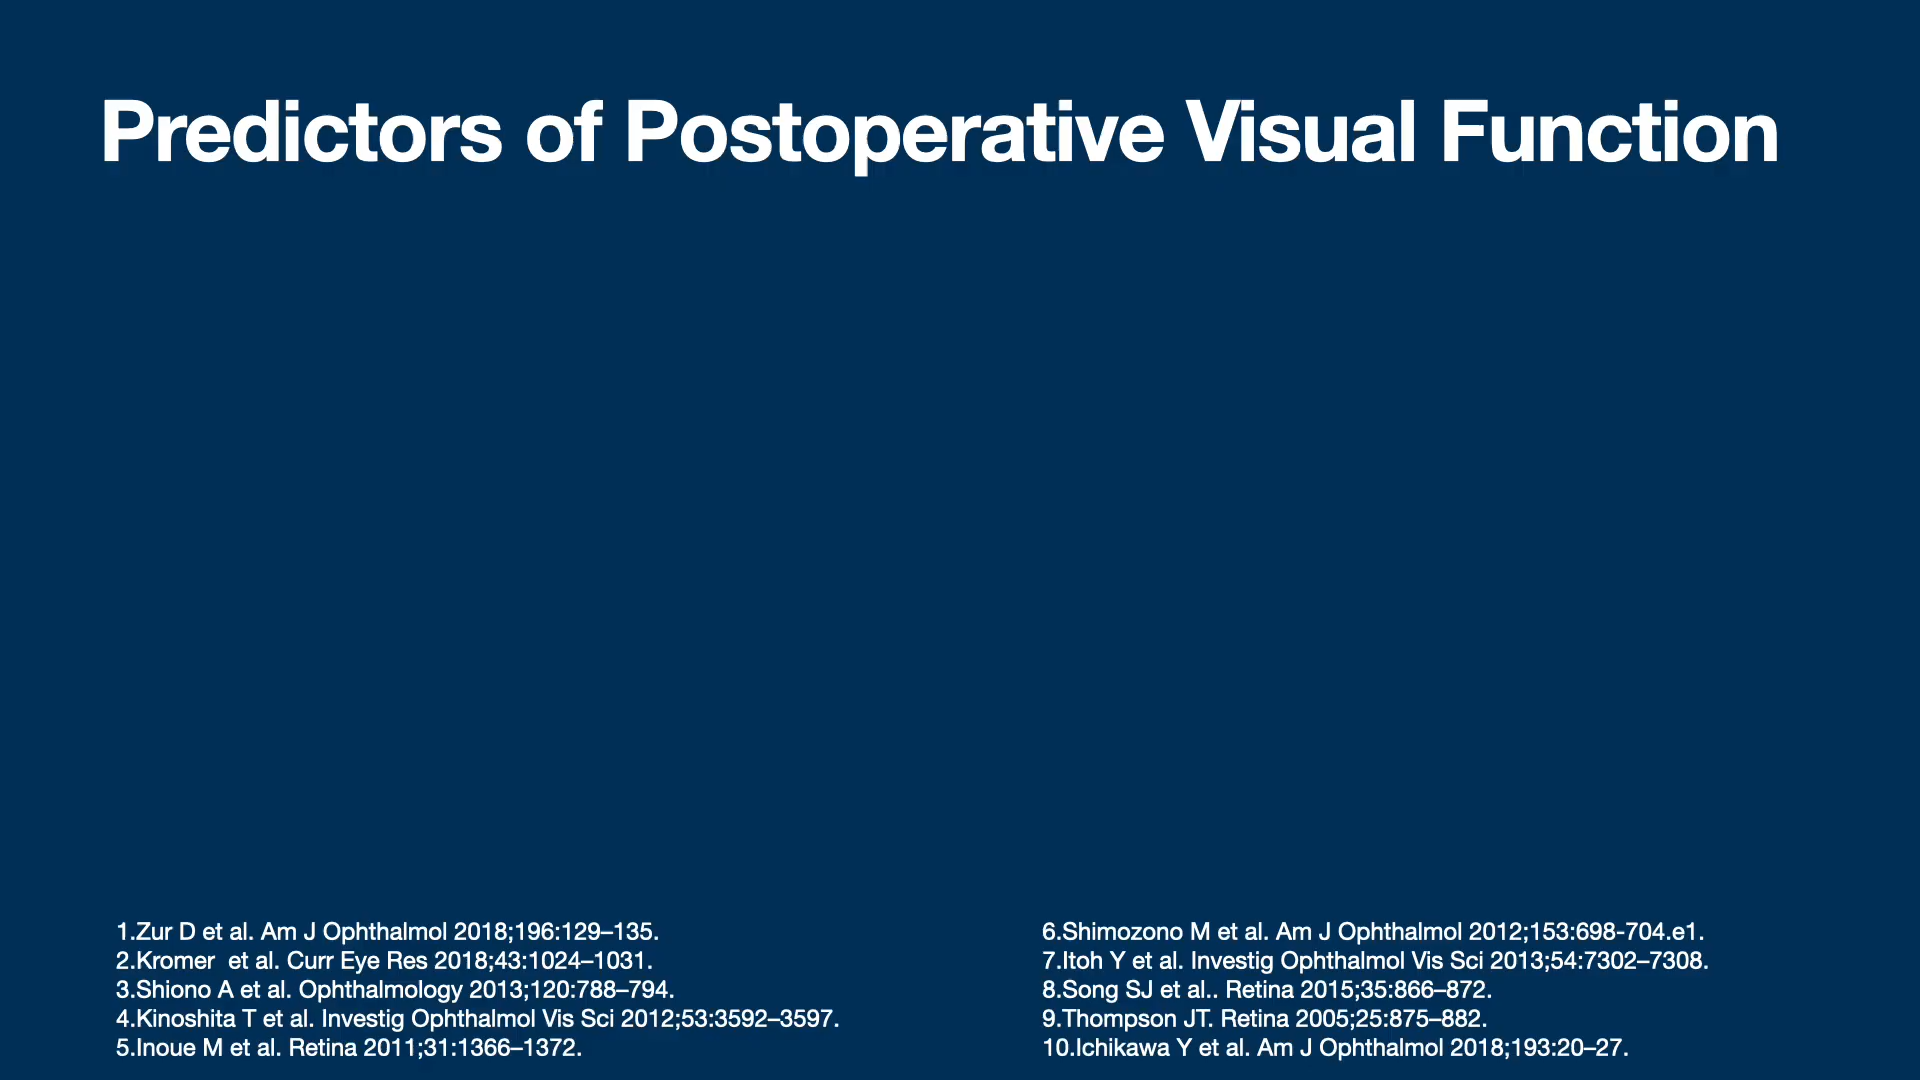 Predictors of Postoperative Visual Function
1.Zur D et al. Am J Ophthalmol 2018;196:129–135.
2.Kromer  et al. Curr Eye Res 2018;43:1024–1031.
3.Shiono A et al. Ophthalmology 2013;120:788–794.
4.Kinoshita T et al. Investig Ophthalmol Vis Sci 2012;53:3592–3597.
5.Inoue M et al. Retina 2011;31:1366–1372.
6.Shimozono M et al. Am J Ophthalmol 2012;153:698-704.e1.
7.Itoh Y et al. Investig Ophthalmol Vis Sci 2013;54:7302–7308.
8.Song SJ et al.. Retina 2015;35:866–872.
9.Thompson JT. Retina 2005;25:875–882.
10.Ichikawa Y et al. Am J Ophthalmol 2018;193:20–27.